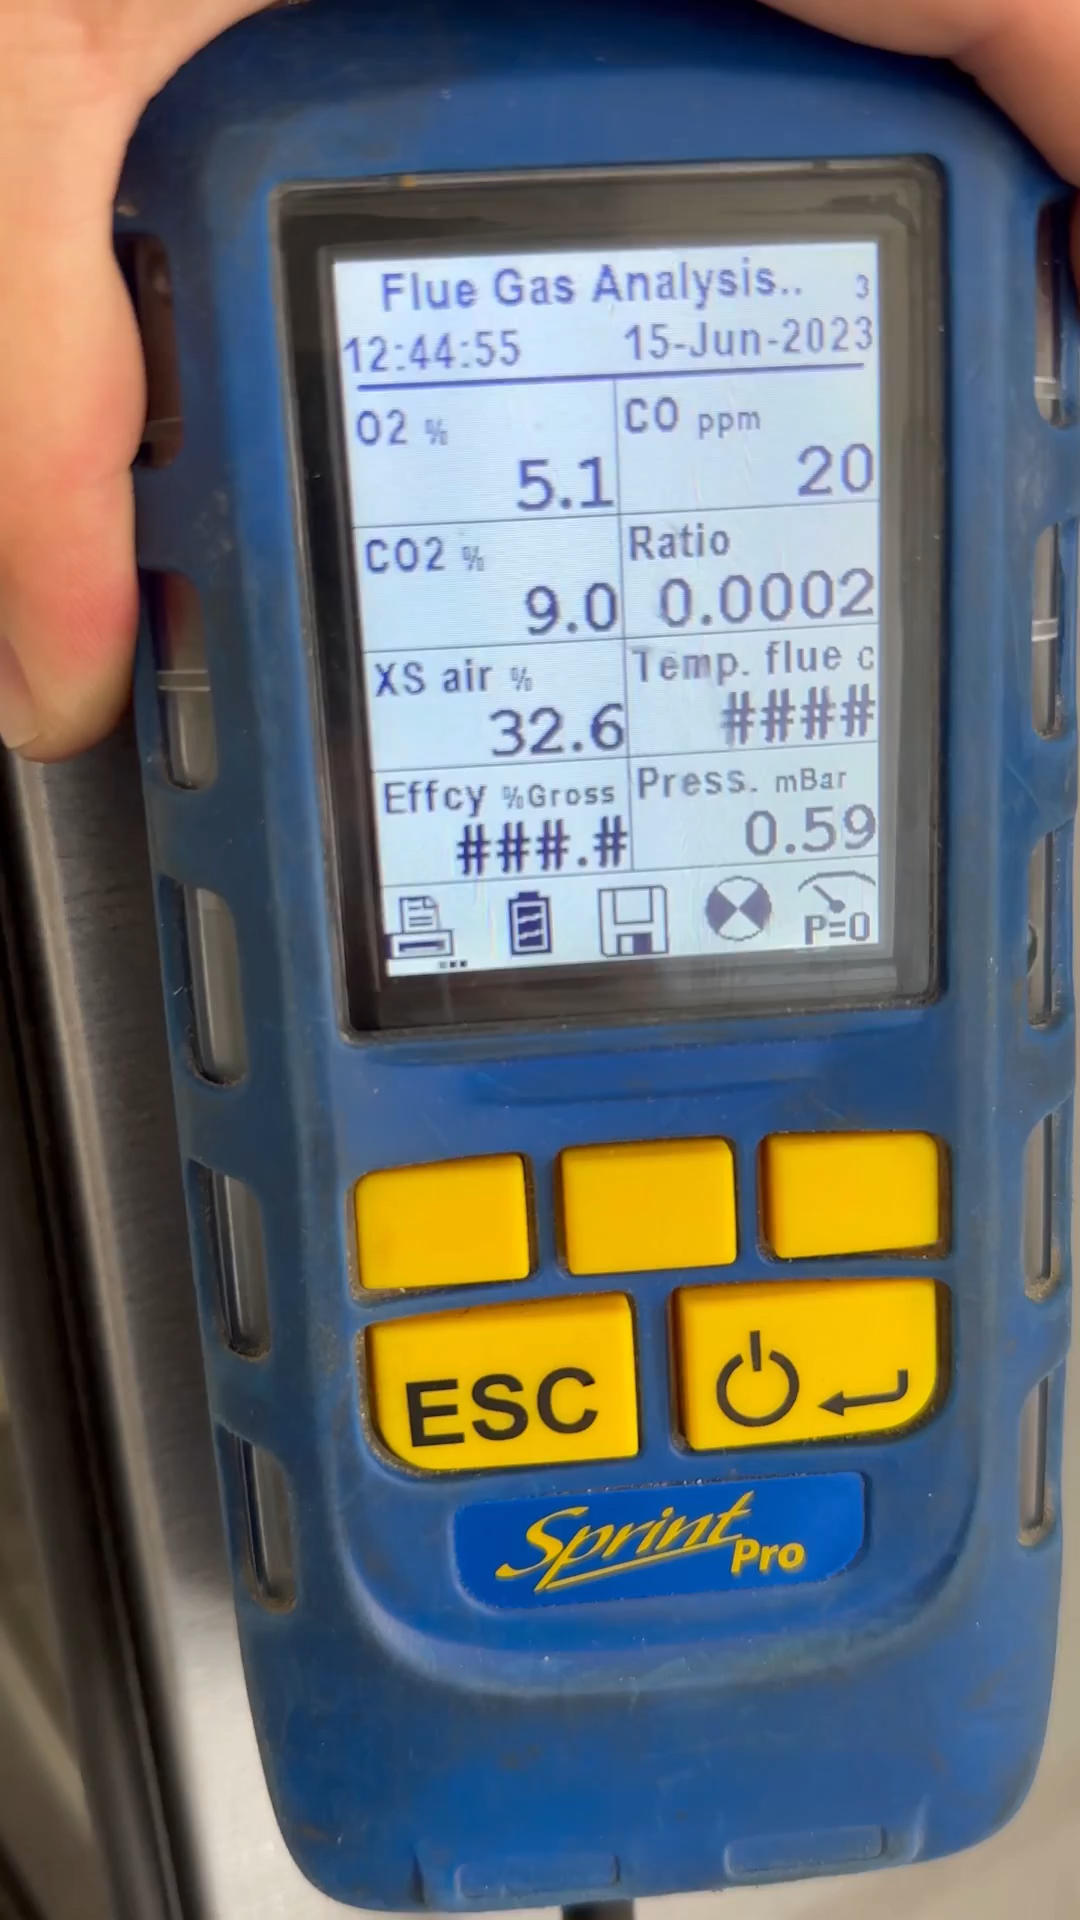 Flue Gas Analysis.. 3
12:44:55 15-Jun-2023
O2 % CO ppm
5.1 20
CO2 % Ratio
9.0 0.0002
XS air % Temp. flue c
32.6 ####
Effcy %Gross Press. mBar
###.# 0.59
P=0
ESC
Sprint Pro